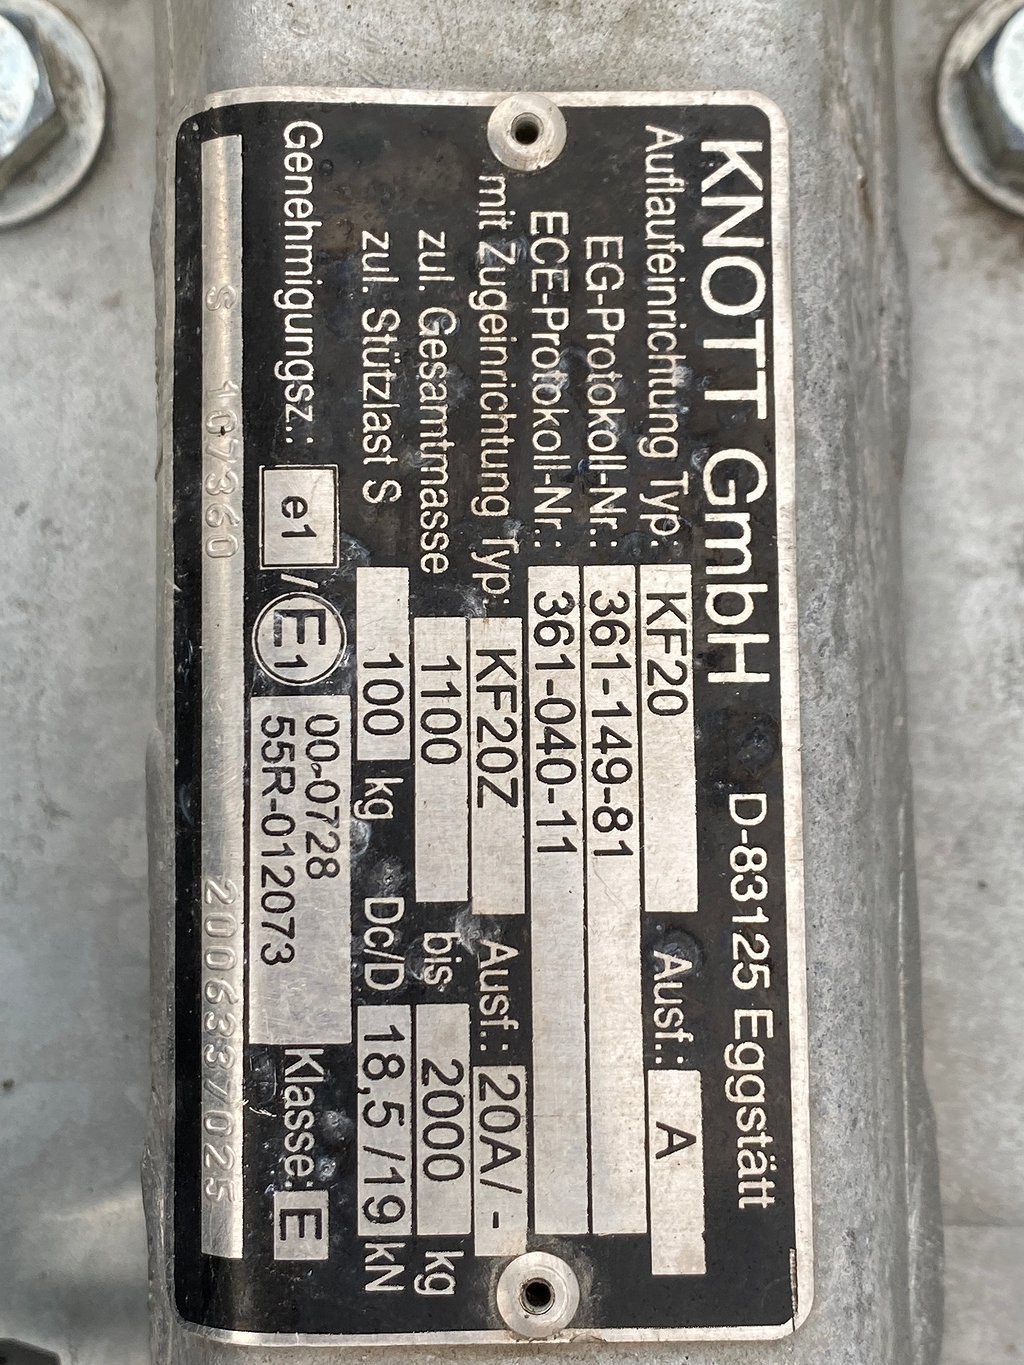 KNOTT GmbH D-83125 Eggstätt
Auflaufeinrichtung Typ: KF20 Ausf.: A
EG-Protokoll-Nr.: 361-149-81
ECE-Protokoll-Nr.: 361-040-11
mit Zugeinrichtung Typ: KF20Z Ausf.: 20A/-
zul. Gesamtmasse 1100 bis 2000 kg
zul. Stützlast S 100 kg Dc/D 18,5/19 kN
Genehmigungsz.: e1 / E1 00-0728 Klasse: E
55R-012073
S 107360 2006337025